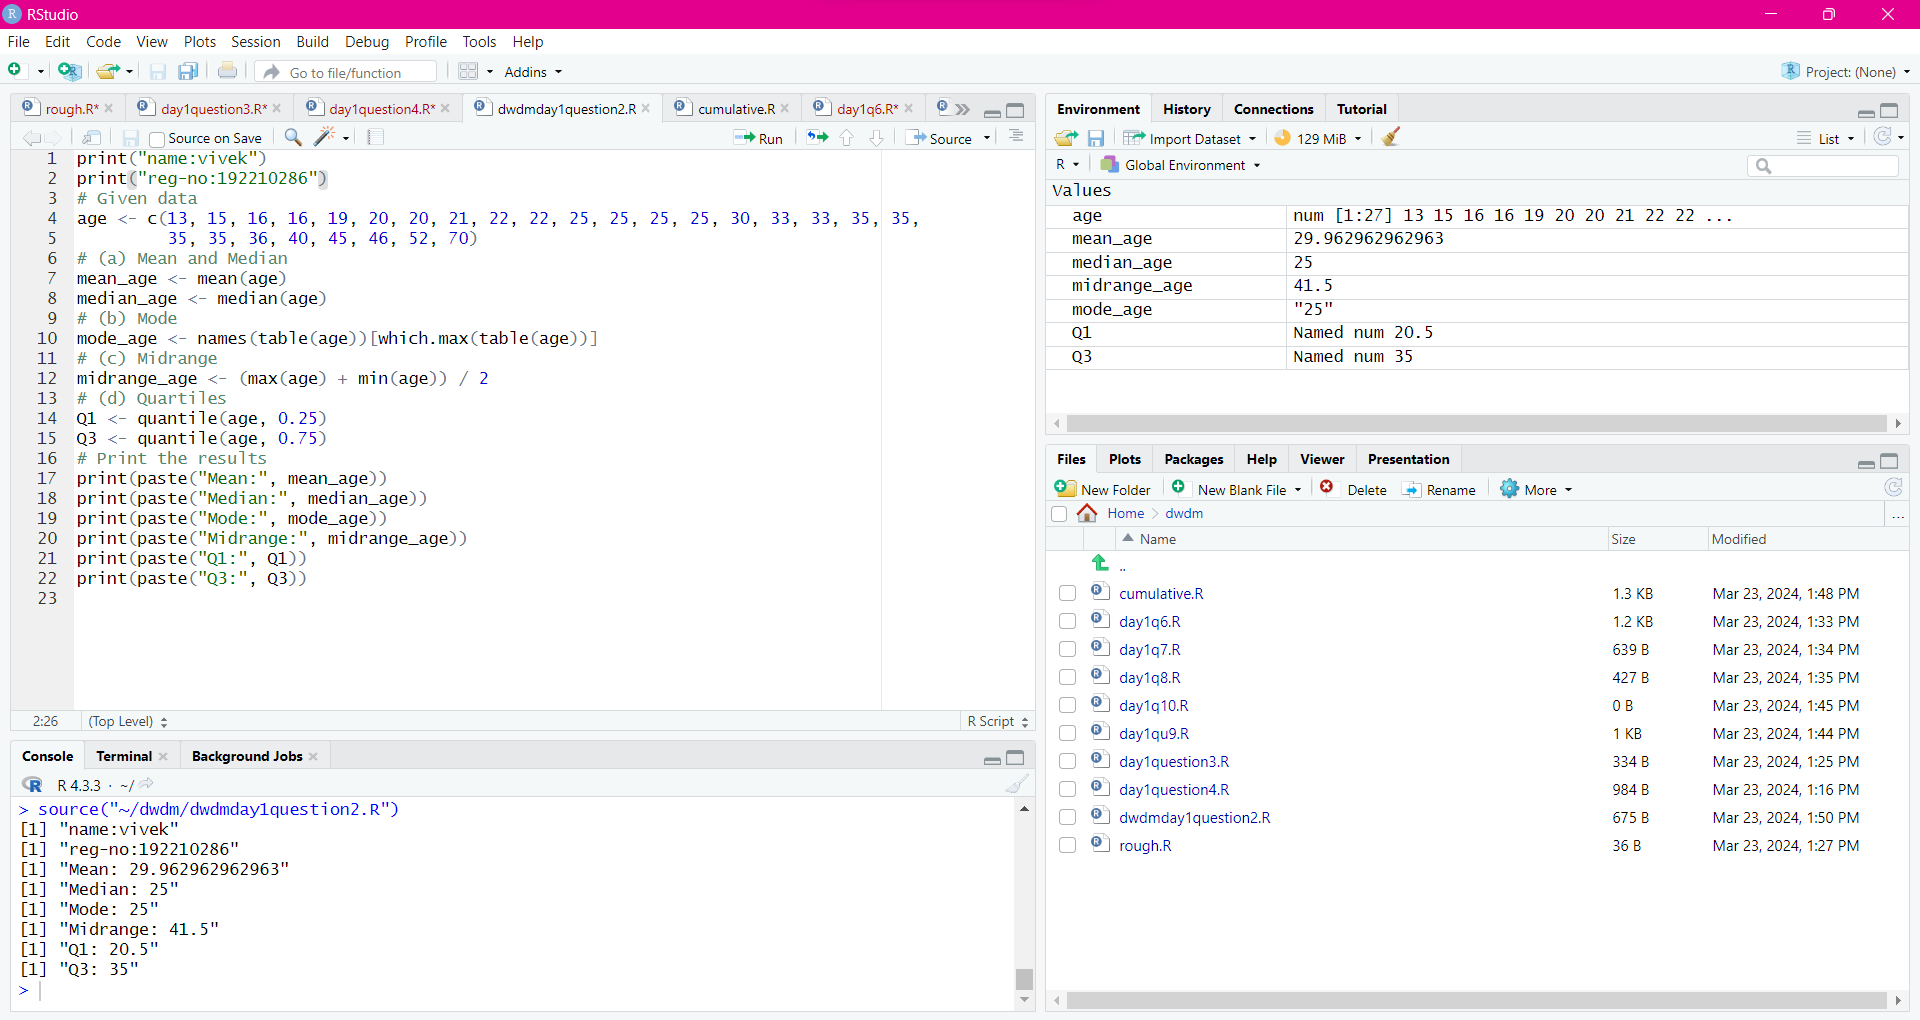 RStudio
File Edit Code View Plots Session Build Debug Profile Tools Help
Go to file/function Addins Project: (None)
rough.R* day1question3.R* day1question4.R* dwdmday1question2.R cumulative.R day1q6.R*
Source on Save Run Source
1 print("name:vivek")
2 print("reg-no:192210286")
3 # Given data
4 age <- c(13, 15, 16, 16, 19, 20, 20, 21, 22, 22, 25, 25, 25, 25, 30, 33, 33, 35, 35,
5 35, 35, 36, 40, 45, 46, 52, 70)
6 # (a) Mean and Median
7 mean_age <- mean(age)
8 median_age <- median(age)
9 # (b) Mode
10 mode_age <- names(table(age))[which.max(table(age))]
11 # (c) Midrange
12 midrange_age <- (max(age) + min(age)) / 2
13 # (d) Quartiles
14 Q1 <- quantile(age, 0.25)
15 Q3 <- quantile(age, 0.75)
16 # Print the results
17 print(paste("Mean:", mean_age))
18 print(paste("Median:", median_age))
19 print(paste("Mode:", mode_age))
20 print(paste("Midrange:", midrange_age))
21 print(paste("Q1:", Q1))
22 print(paste("Q3:", Q3))
23
2:26 (Top Level) R Script
Console Terminal Background Jobs
R 4.3.3 · ~/
> source("~/dwdm/dwdmday1question2.R")
[1] "name:vivek"
[1] "reg-no:192210286"
[1] "Mean: 29.962962962963"
[1] "Median: 25"
[1] "Mode: 25"
[1] "Midrange: 41.5"
[1] "Q1: 20.5"
[1] "Q3: 35"
>
Environment History Connections Tutorial
Import Dataset 129 MiB List
R Global Environment
Values
age num [1:27] 13 15 16 16 19 20 20 21 22 22 ...
mean_age 29.962962962963
median_age 25
midrange_age 41.5
mode_age "25"
Q1 Named num 20.5
Q3 Named num 35
Files Plots Packages Help Viewer Presentation
New Folder New Blank File Delete Rename More
Home dwdm ...
Name Size Modified
..
cumulative.R 1.3 KB Mar 23, 2024, 1:48 PM
day1q6.R 1.2 KB Mar 23, 2024, 1:33 PM
day1q7.R 639 B Mar 23, 2024, 1:34 PM
day1q8.R 427 B Mar 23, 2024, 1:35 PM
day1q10.R 0 B Mar 23, 2024, 1:45 PM
day1qu9.R 1 KB Mar 23, 2024, 1:44 PM
day1question3.R 334 B Mar 23, 2024, 1:25 PM
day1question4.R 984 B Mar 23, 2024, 1:16 PM
dwdmday1question2.R 675 B Mar 23, 2024, 1:50 PM
rough.R 36 B Mar 23, 2024, 1:27 PM